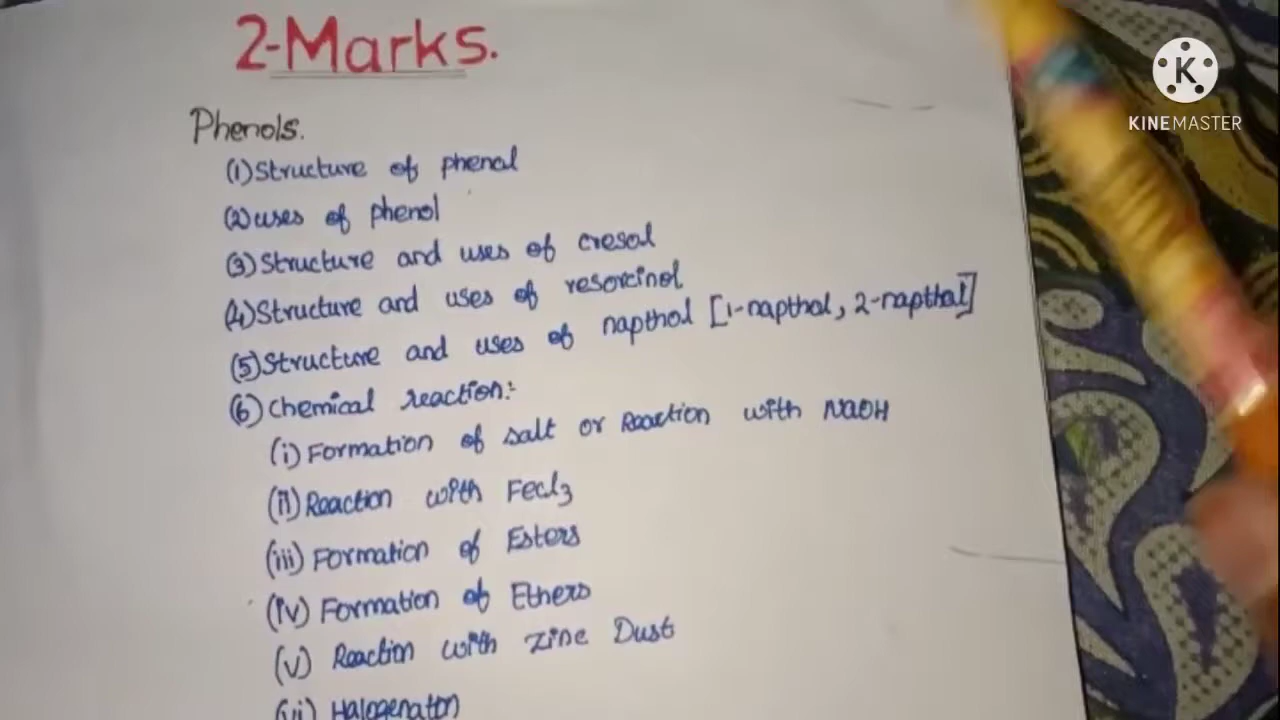 2-Marks.
KINEMASTER
Phenols.
(1) Structure of phenol
(2) uses of phenol
(3) Structure and uses of cresol
(4) Structure and uses of resorcinol
(5) Structure and uses of napthol [1-napthol, 2-napthol]
(6) Chemical reaction:-
(i) Formation of salt or Reaction with NaOH
(ii) Reaction with Fecl3
(iii) Formation of Esters
(iv) Formation of Ethers
(v) Reaction with Zinc Dust
(vi) Halogenation